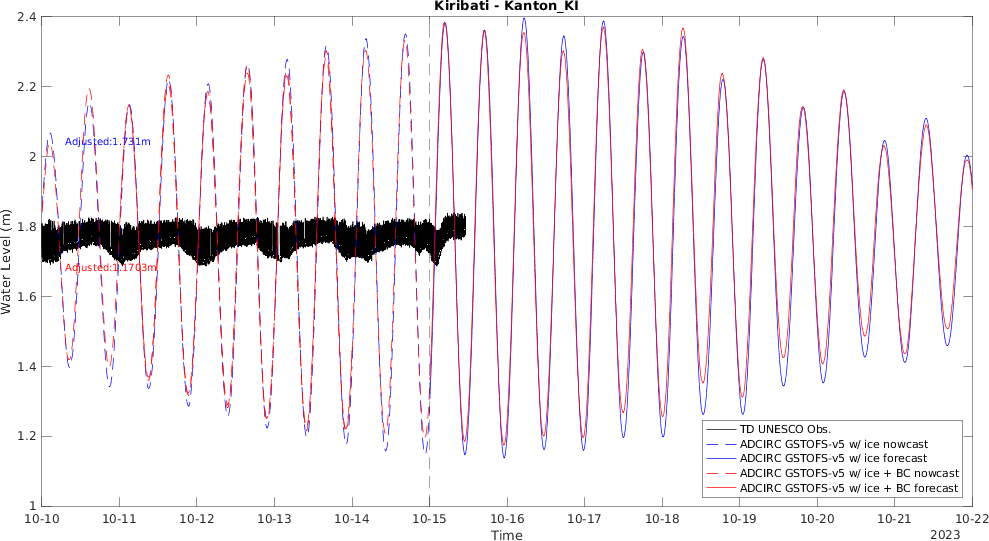 Kiribati - Kanton_KI
2.4
2.2
2
1.8
1.6
1.4
1.2
1
Water Level (m)
Adjusted:1.731m
Adjusted:1.1703m
TD UNESCO Obs.
ADCIRC GSTOFS-v5 w/ ice nowcast
ADCIRC GSTOFS-v5 w/ ice forecast
ADCIRC GSTOFS-v5 w/ ice + BC nowcast
ADCIRC GSTOFS-v5 w/ ice + BC forecast
10-10 10-11 10-12 10-13 10-14 10-15 10-16 10-17 10-18 10-19 10-20 10-21 10-22
Time
2023